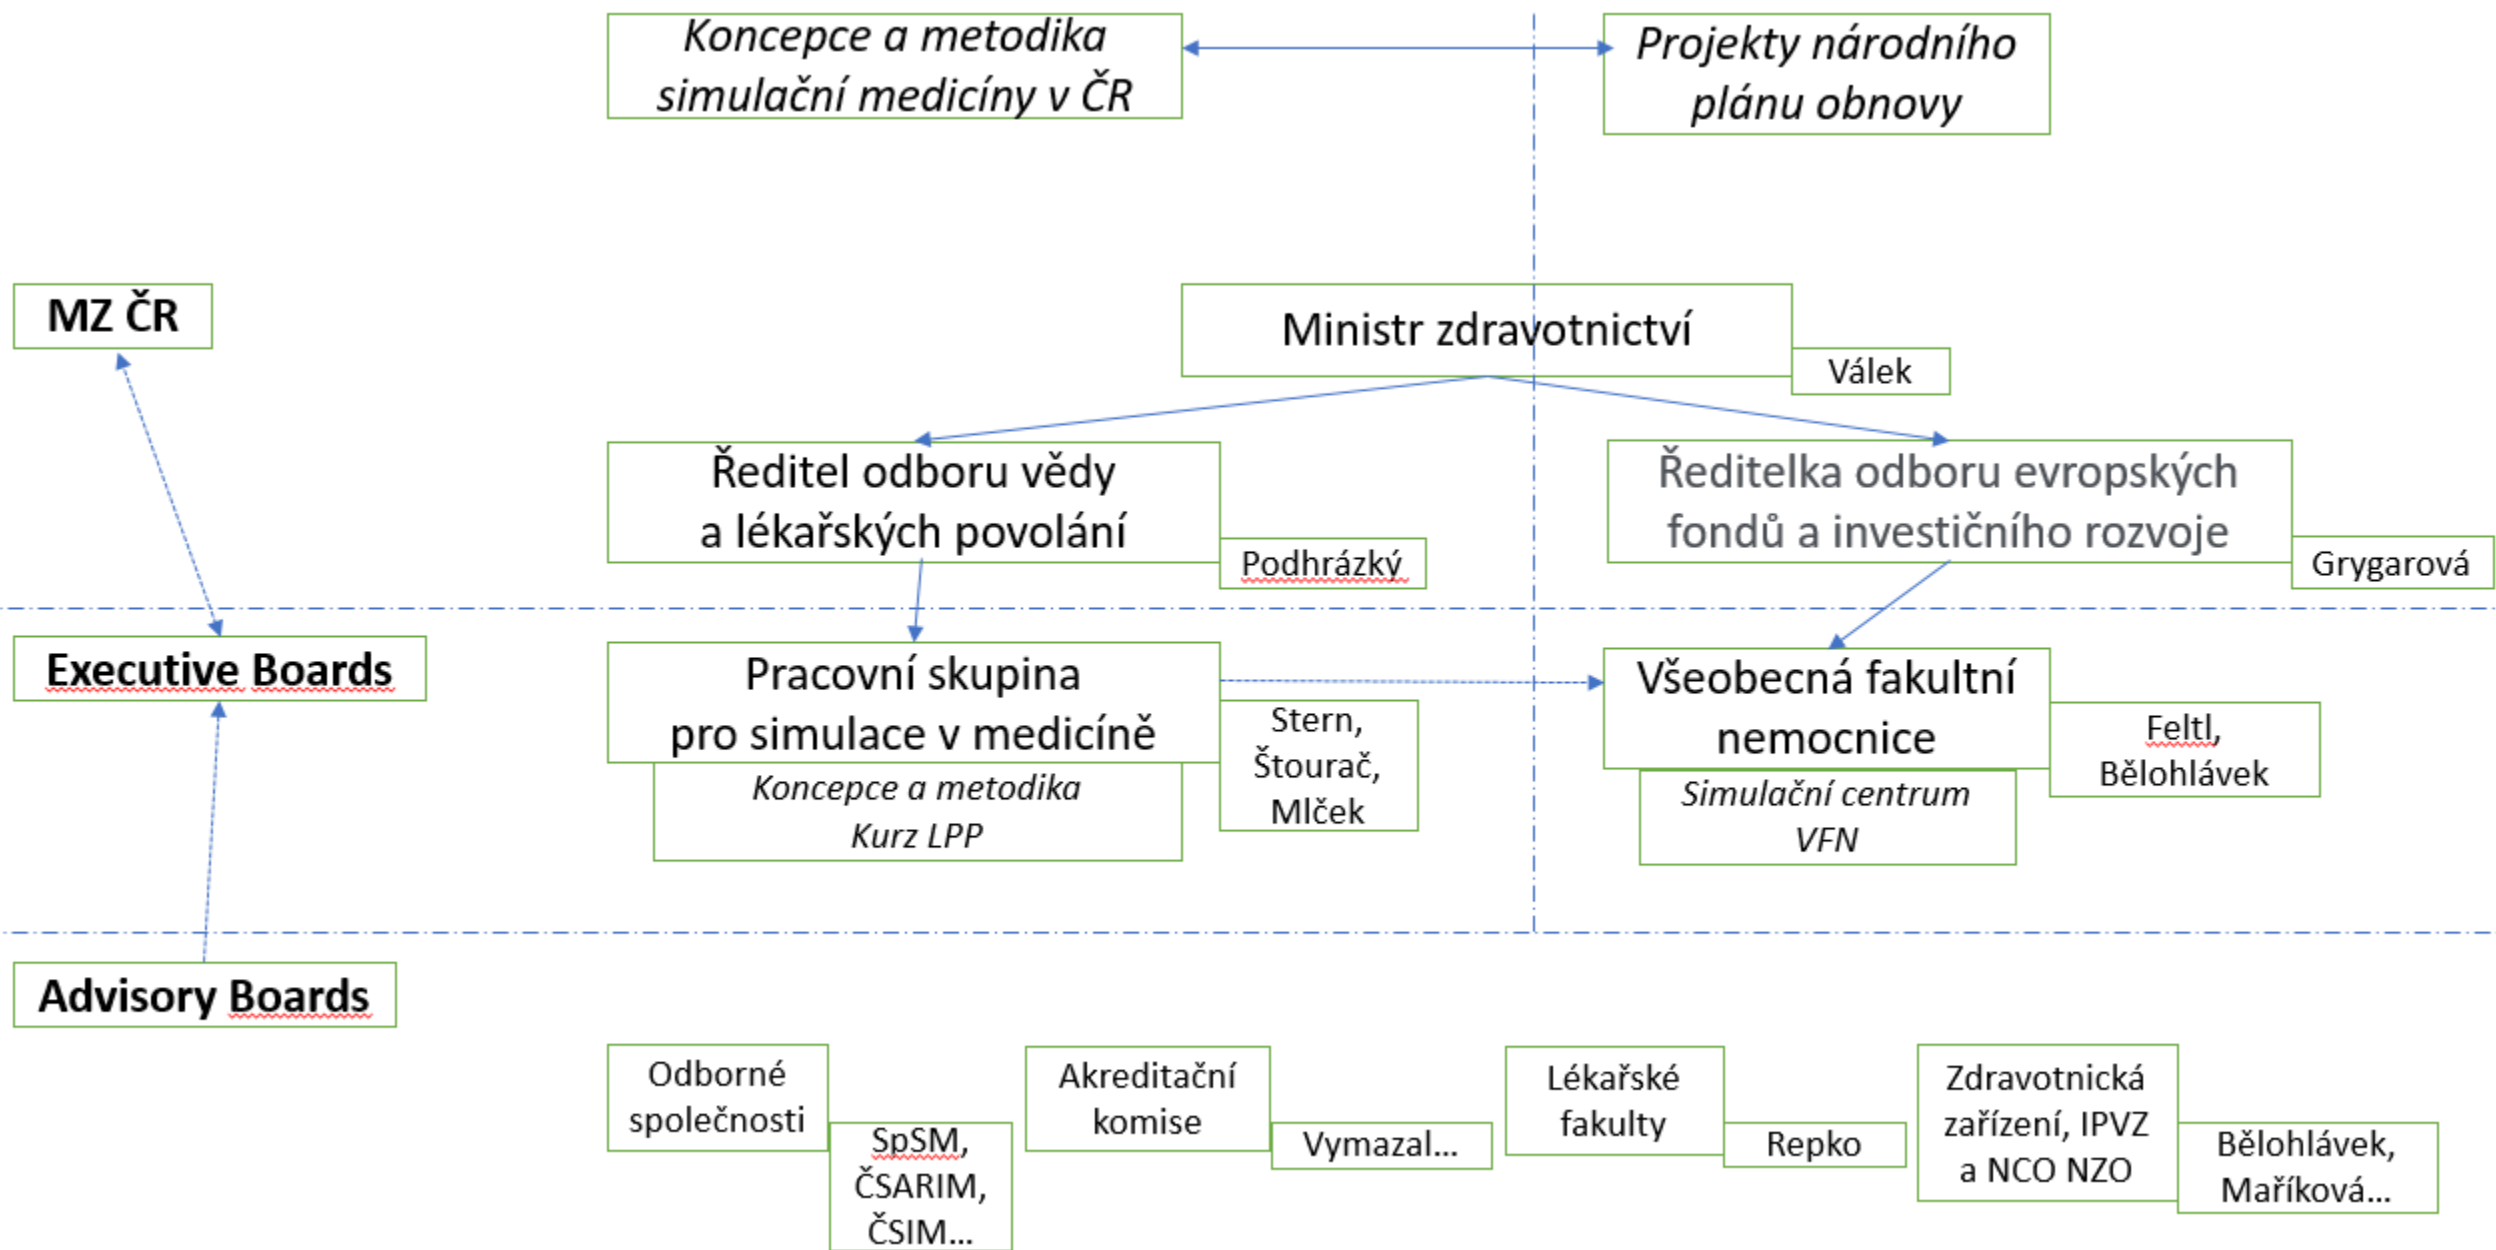 Koncepce a metodika
simulační medicíny v ČR
Projekty národního
plánu obnovy
MZ ČR
Ministr zdravotnictví
Válek
Ředitel odboru vědy
a lékařských povolání
Podhrázký
Ředitelka odboru evropských
fondů a investičního rozvoje
Grygarová
Executive Boards
Pracovní skupina
pro simulace v medicíně
Stern,
Štourač,
Mlček
Koncepce a metodika
Kurz LPP
Všeobecná fakultní
nemocnice
Feltl,
Bělohlávek
Simulační centrum
VFN
Advisory Boards
Odborné
společnosti
SpSM,
ČSARIM,
ČSIM...
Akreditační
komise
Vymazal...
Lékařské
fakulty
Repko
Zdravotnická
zařízení, IPVZ
a NCO NZO
Bělohlávek,
Maříková...